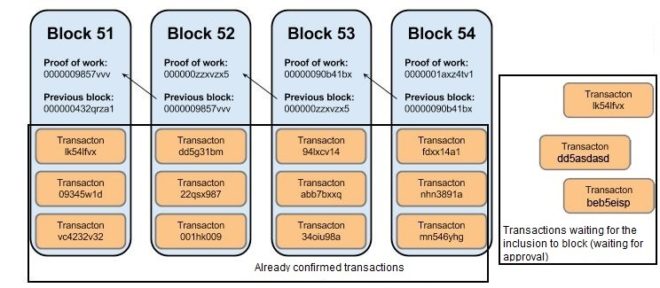 Block 51
Proof of work:
0000009857vvv
Previous block:
000000432qrza1
Transacton
lk54lfvx
Transacton
09345w1d
Transacton
vc4232v32
Block 52
Proof of work:
000000zzxvzx5
Previous block:
0000009857vvv
Transacton
dd5g31bm
Transacton
22qsx987
Transacton
001hk009
Block 53
Proof of work:
00000090b41bx
Previous block:
000000zzxvzx5
Transacton
94lxcv14
Transacton
abb7bxxq
Transacton
34oiu98a
Block 54
Proof of work:
0000001axz4tv1
Previous block:
00000090b41bx
Transacton
fdxx14a1
Transacton
nhn3891a
Transacton
mn546yhg
Already confirmed transactions
Transacton
lk54lfvx
Transacton
dd5asdasd
Transacton
beb5eisp
Transactions waiting for the
inclusion to block (waiting for
approval)